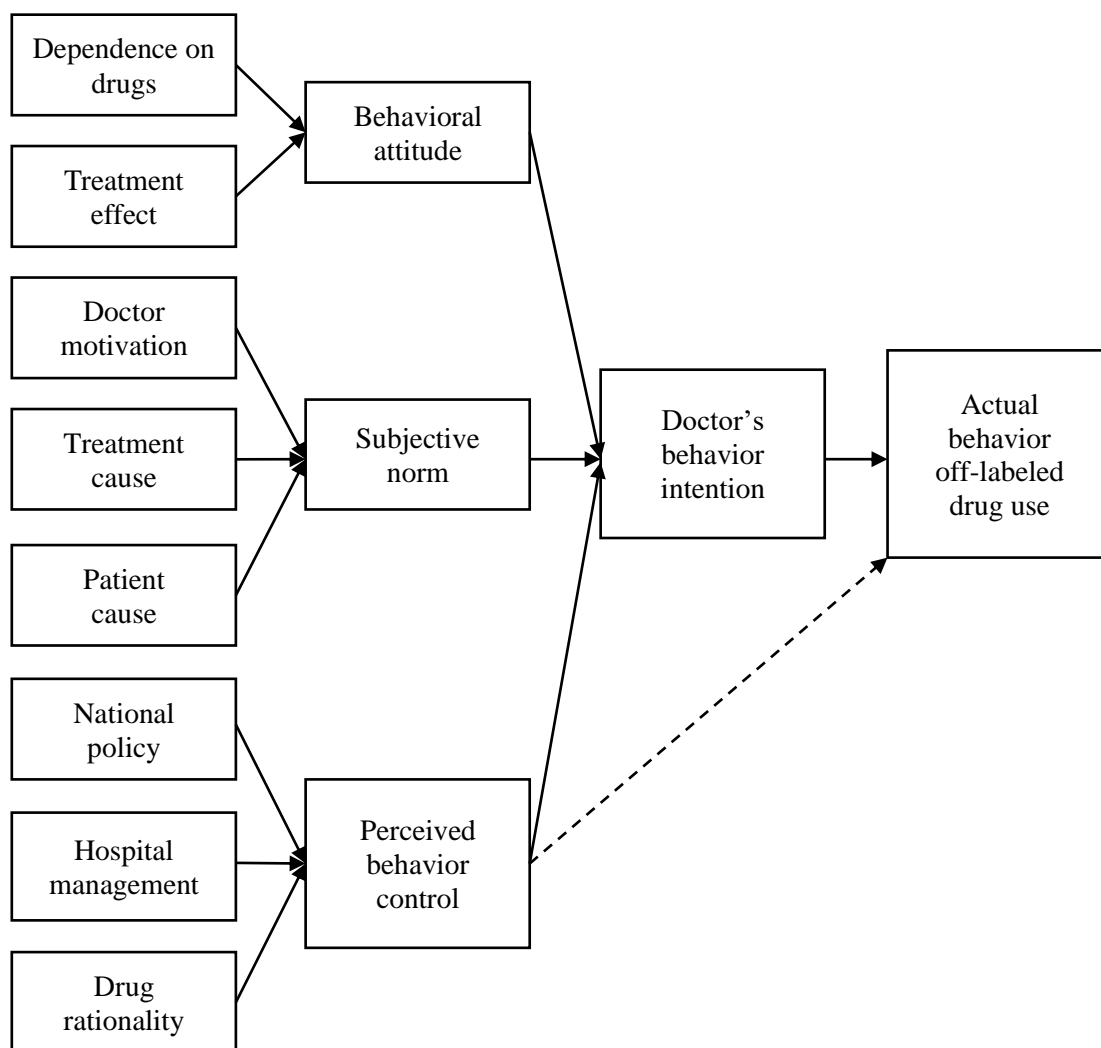 Dependence on
drugs
Treatment
effect
Behavioral
attitude
Doctor
motivation
Treatment
cause
Patient
cause
Subjective
norm
National
policy
Hospital
management
Drug
rationality
Perceived
behavior
control
Doctor’s
behavior
intention
Actual
behavior
off-labeled
drug use